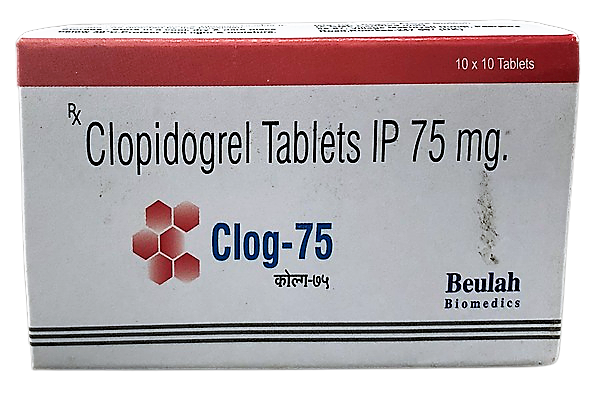 10 x 10 Tablets
Rx
Clopidogrel Tablets IP 75 mg.
Clog-75
कोल्ग-७५
Beulah
Biomedics